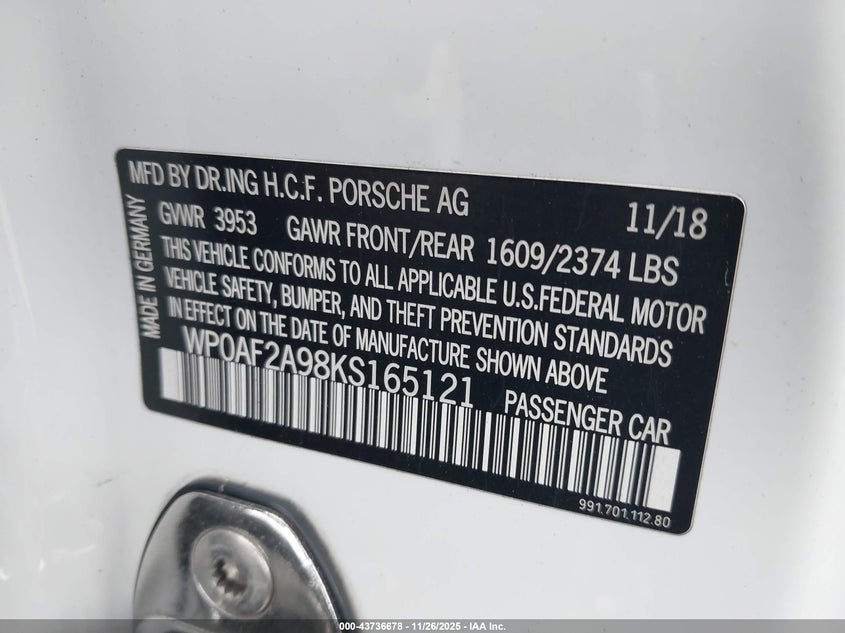 MFD BY DR.ING H.C.F. PORSCHE AG 11/18
GVWR 3953 GAWR FRONT/REAR 1609/2374 LBS
THIS VEHICLE CONFORMS TO ALL APPLICABLE U.S.FEDERAL MOTOR
VEHICLE SAFETY, BUMPER, AND THEFT PREVENTION STANDARDS
IN EFFECT ON THE DATE OF MANUFACTURE SHOWN ABOVE
WP0AF2A98KS165121 PASSENGER CAR
MADE IN GERMANY
991.701.112.80
000-43736678 - 11/26/2025 - IAA Inc.